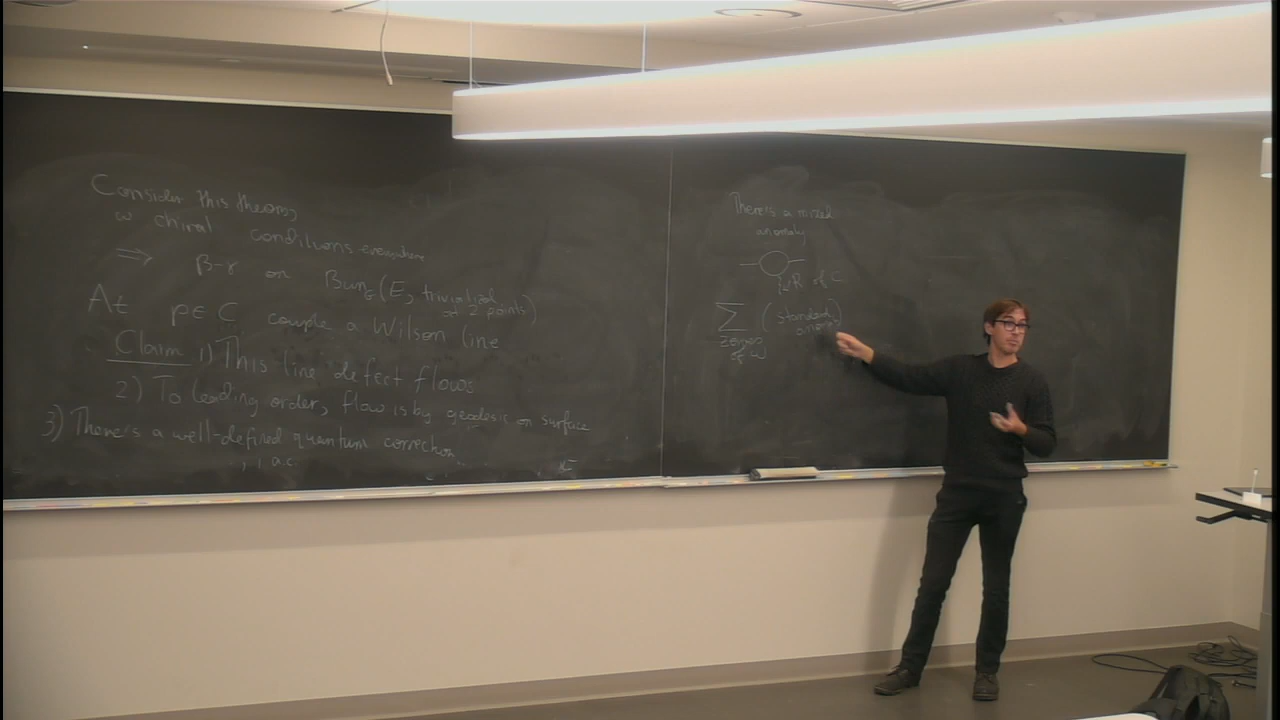 Consider this theory,
w chiral conditions everywhere
⟹ β-γ on Bun_G(E, trivialized
at 2 points)
At p∈C couple a Wilson line
Claim 1) This line defect flows
2) To leading order, flow is by geodesic on surface
3) There's a well-defined quantum correction
There's a mixed
anomaly
R of C
∑ (standard
anomaly)
zeroes
of ω